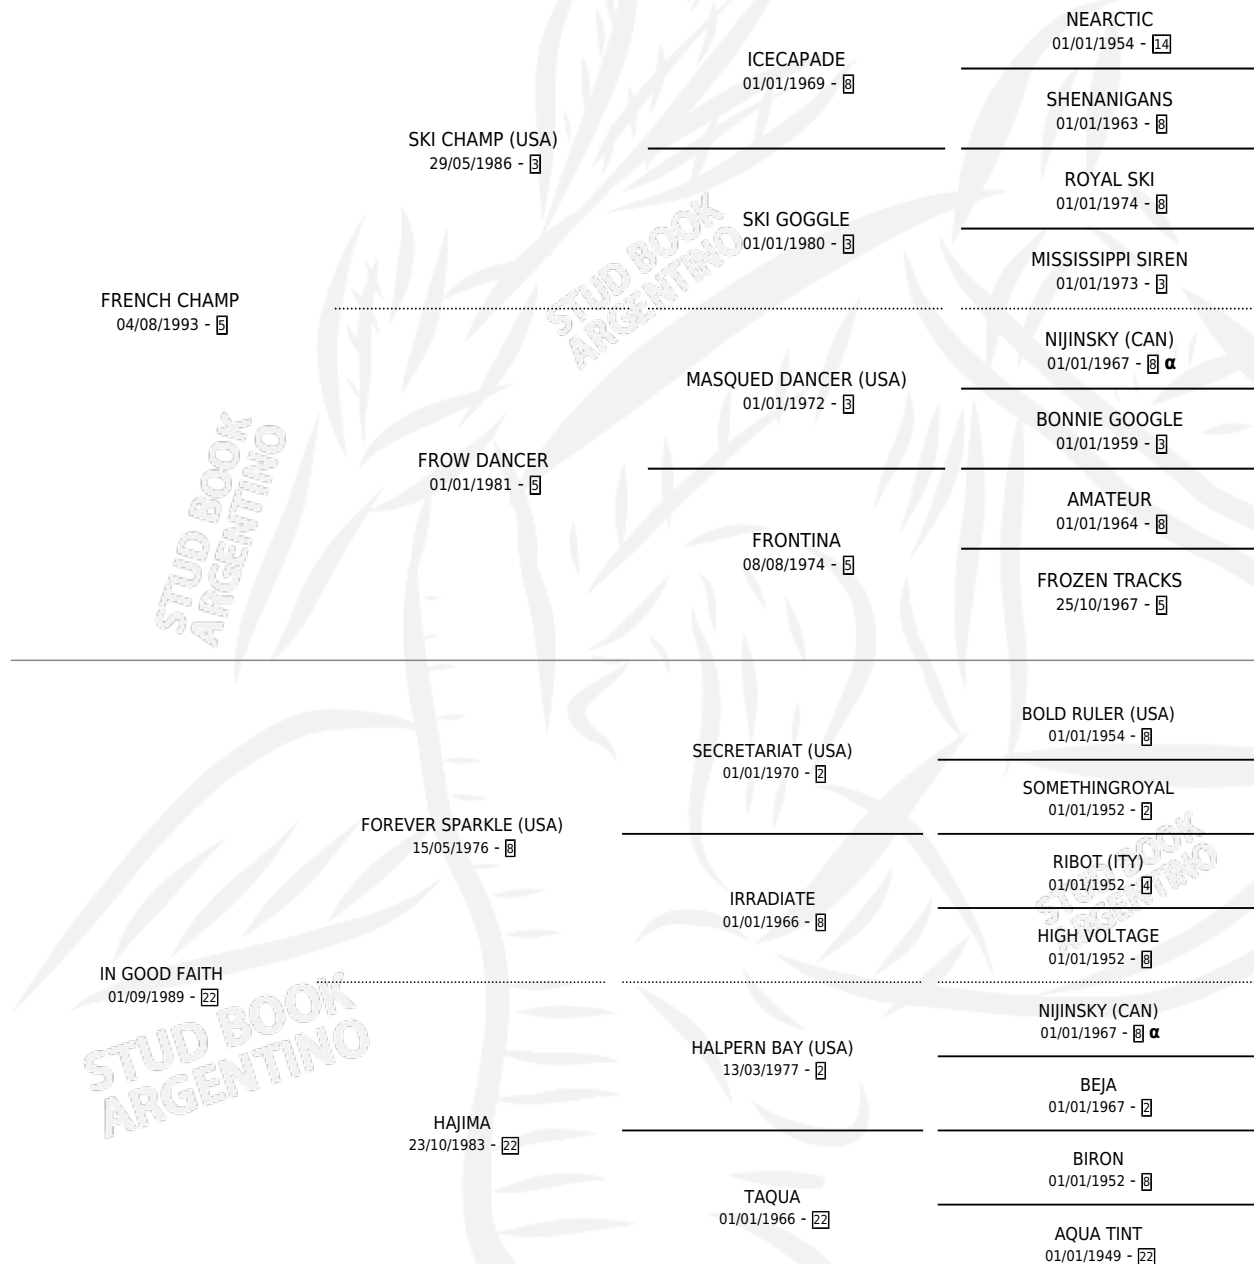 NEARCTIC
01/01/1954 - 14
ICECAPADE
01/01/1969 - 8
SHENANIGANS
01/01/1963 - 8
SKI CHAMP (USA)
29/05/1986 - 3
ROYAL SKI
01/01/1974 - 8
SKI GOGGLE
01/01/1980 - 3
MISSISSIPPI SIREN
01/01/1973 - 3
FRENCH CHAMP
04/08/1993 - 5
NIJINSKY (CAN)
01/01/1967 - 8 α
MASQUED DANCER (USA)
01/01/1972 - 3
BONNIE GOOGLE
01/01/1959 - 3
FROW DANCER
01/01/1981 - 5
AMATEUR
01/01/1964 - 8
FRONTINA
08/08/1974 - 5
FROZEN TRACKS
25/10/1967 - 5
BOLD RULER (USA)
01/01/1954 - 8
SECRETARIAT (USA)
01/01/1970 - 2
SOMETHINGROYAL
01/01/1952 - 2
FOREVER SPARKLE (USA)
15/05/1976 - 8
RIBOT (ITY)
01/01/1952 - 4
IRRADIATE
01/01/1966 - 8
HIGH VOLTAGE
01/01/1952 - 8
IN GOOD FAITH
01/09/1989 - 22
NIJINSKY (CAN)
01/01/1967 - 8 α
HALPERN BAY (USA)
13/03/1977 - 2
BEJA
01/01/1967 - 2
HAJIMA
23/10/1983 - 22
BIRON
01/01/1952 - 8
TAQUA
01/01/1966 - 22
AQUA TINT
01/01/1949 - 22
STUD BOOK
ARGENTINO
STUD BOOK
ARGENTINO
STUD BOOK
ARGENTINO
STUD BOOK
ARGENTINO